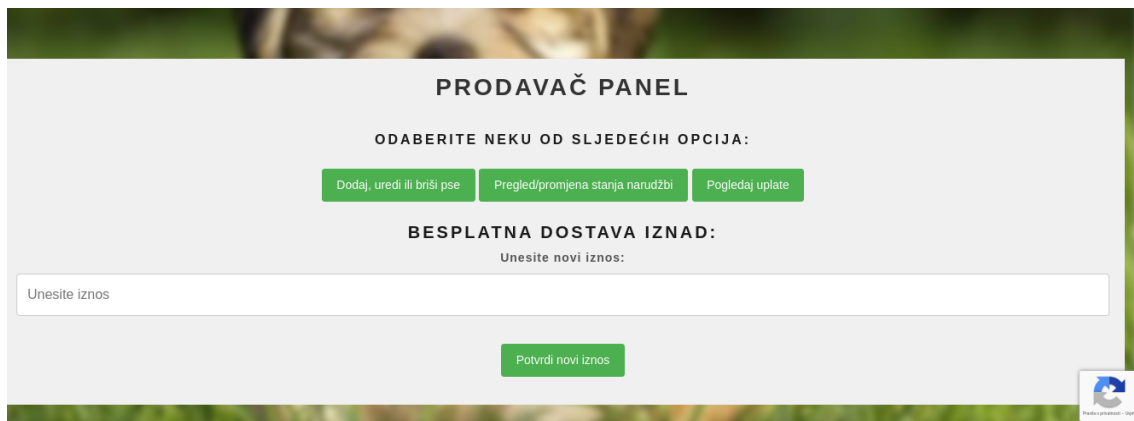 PRODAVAČ PANEL
ODABERITE NEKU OD SLJEDEĆIH OPCIJA:
Dodaj, uredi ili briši pse Pregled/promjena stanja narudžbi Pogledaj uplate
BESPLATNA DOSTAVA IZNAD:
Unesite novi iznos:
Unesite iznos
Potvrdi novi iznos